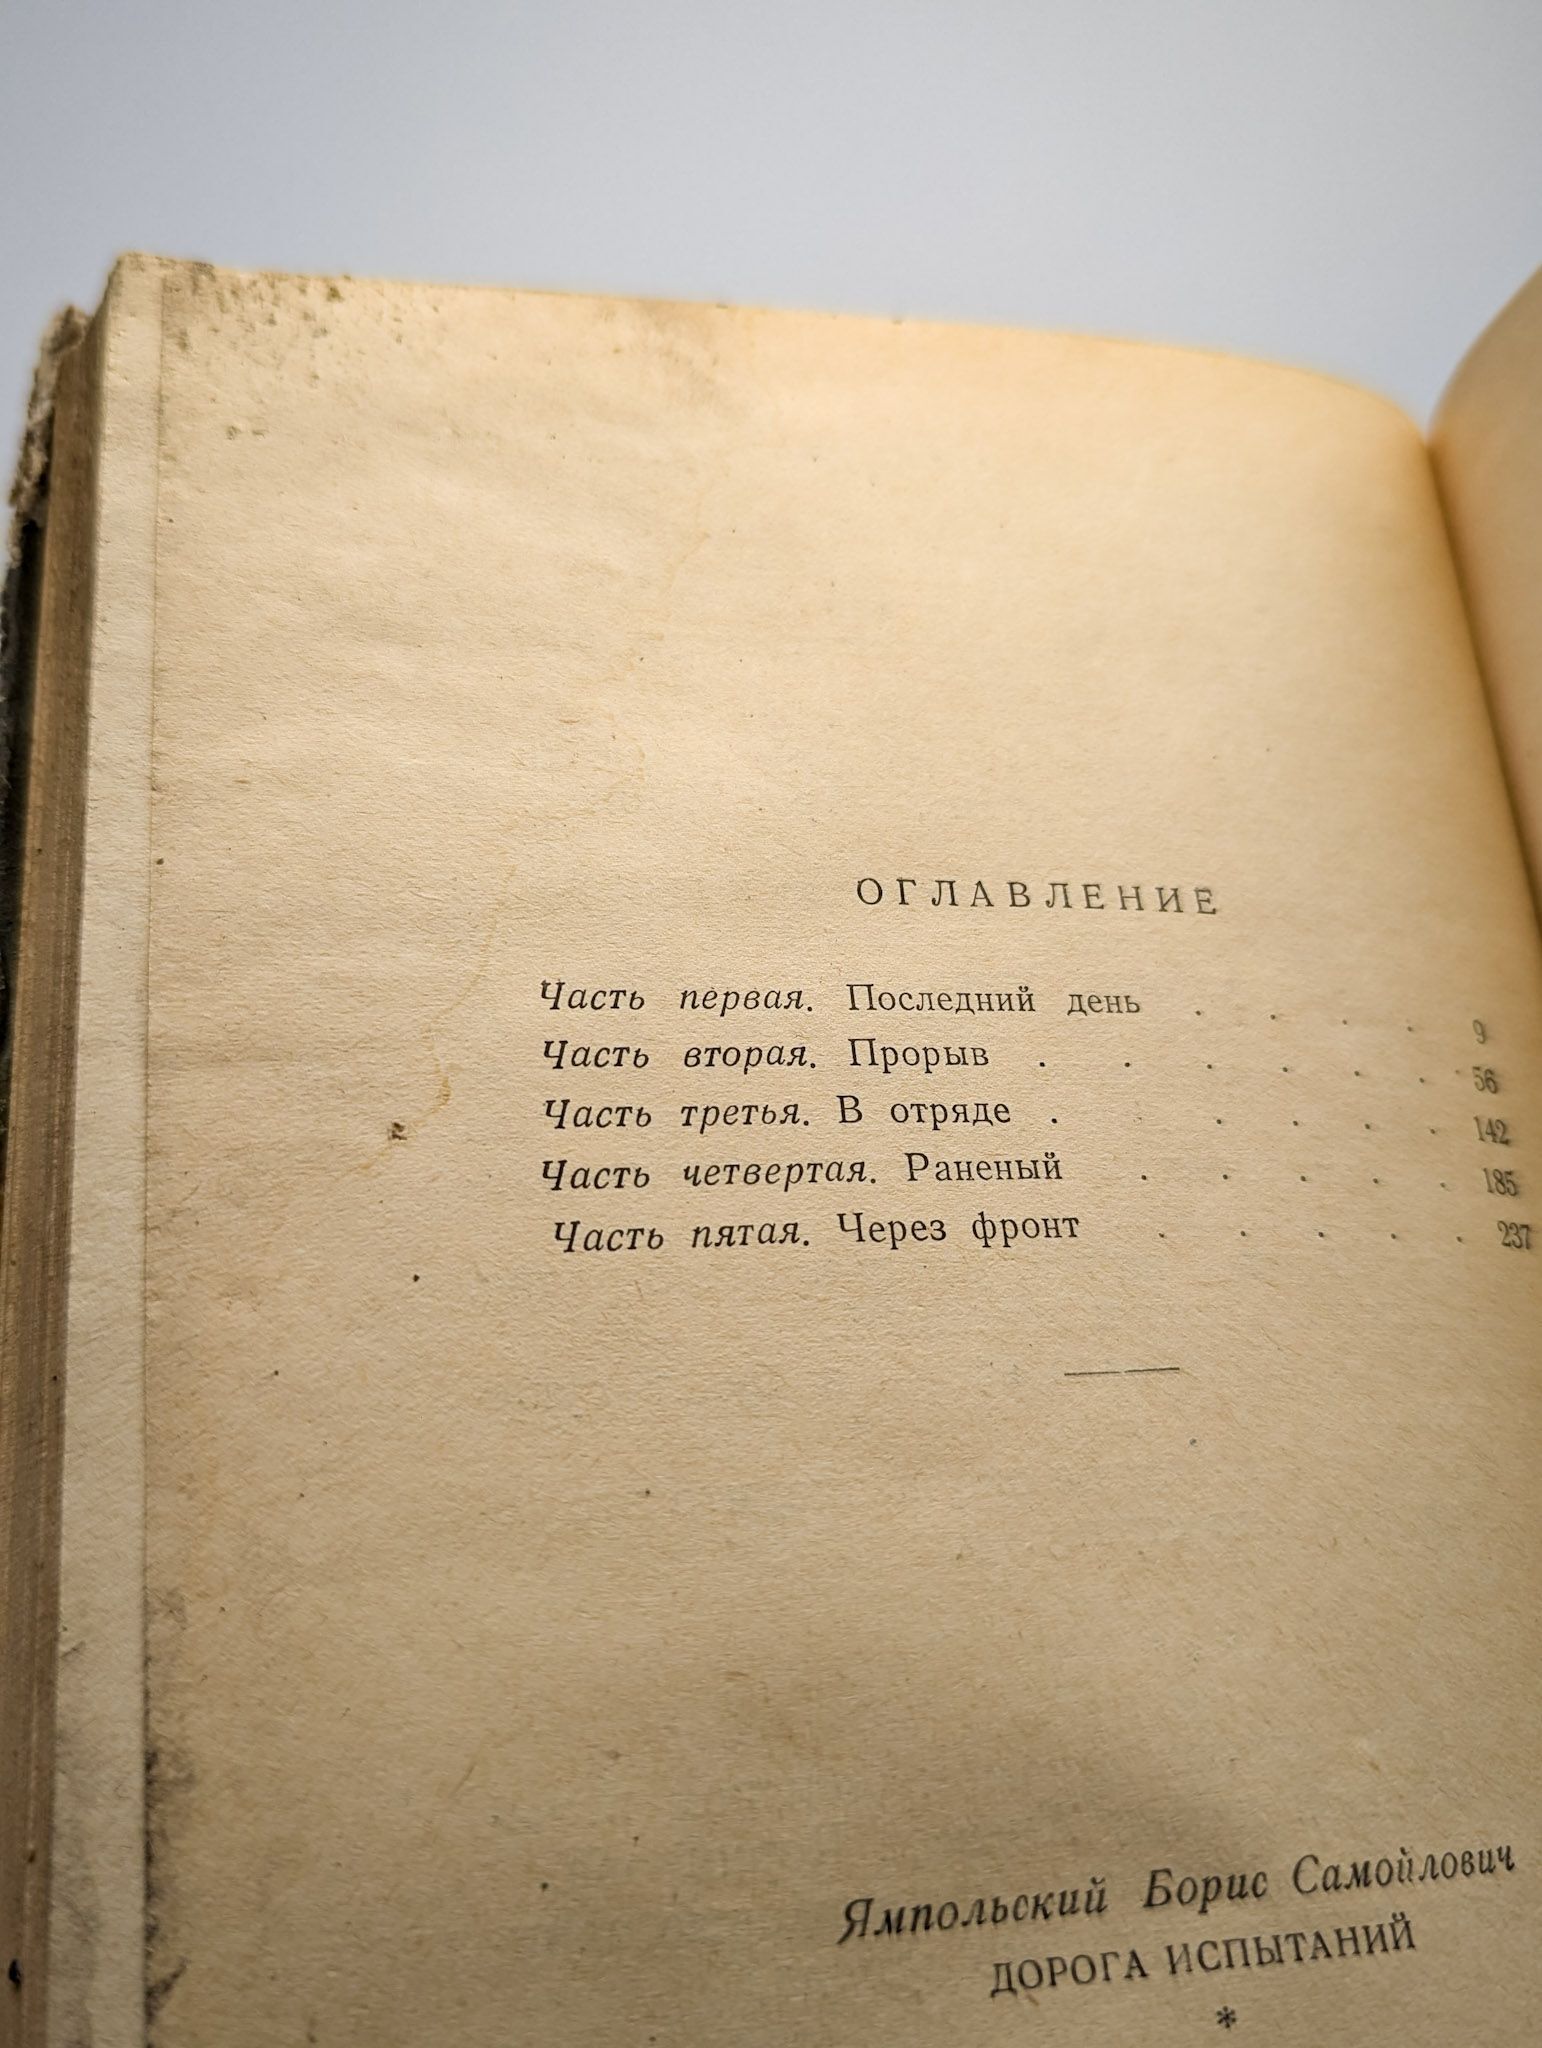 ОГЛАВЛЕНИЕ
Часть первая. Последний день . . . . 9
Часть вторая. Прорыв . . . . . . 56
Часть третья. В отряде . . . . . 142
Часть четвертая. Раненый . . . . . 185
Часть пятая. Через фронт . . . . . 237
Ямпольский Борис Самойлович
ДОРОГА ИСПЫТАНИЙ
*